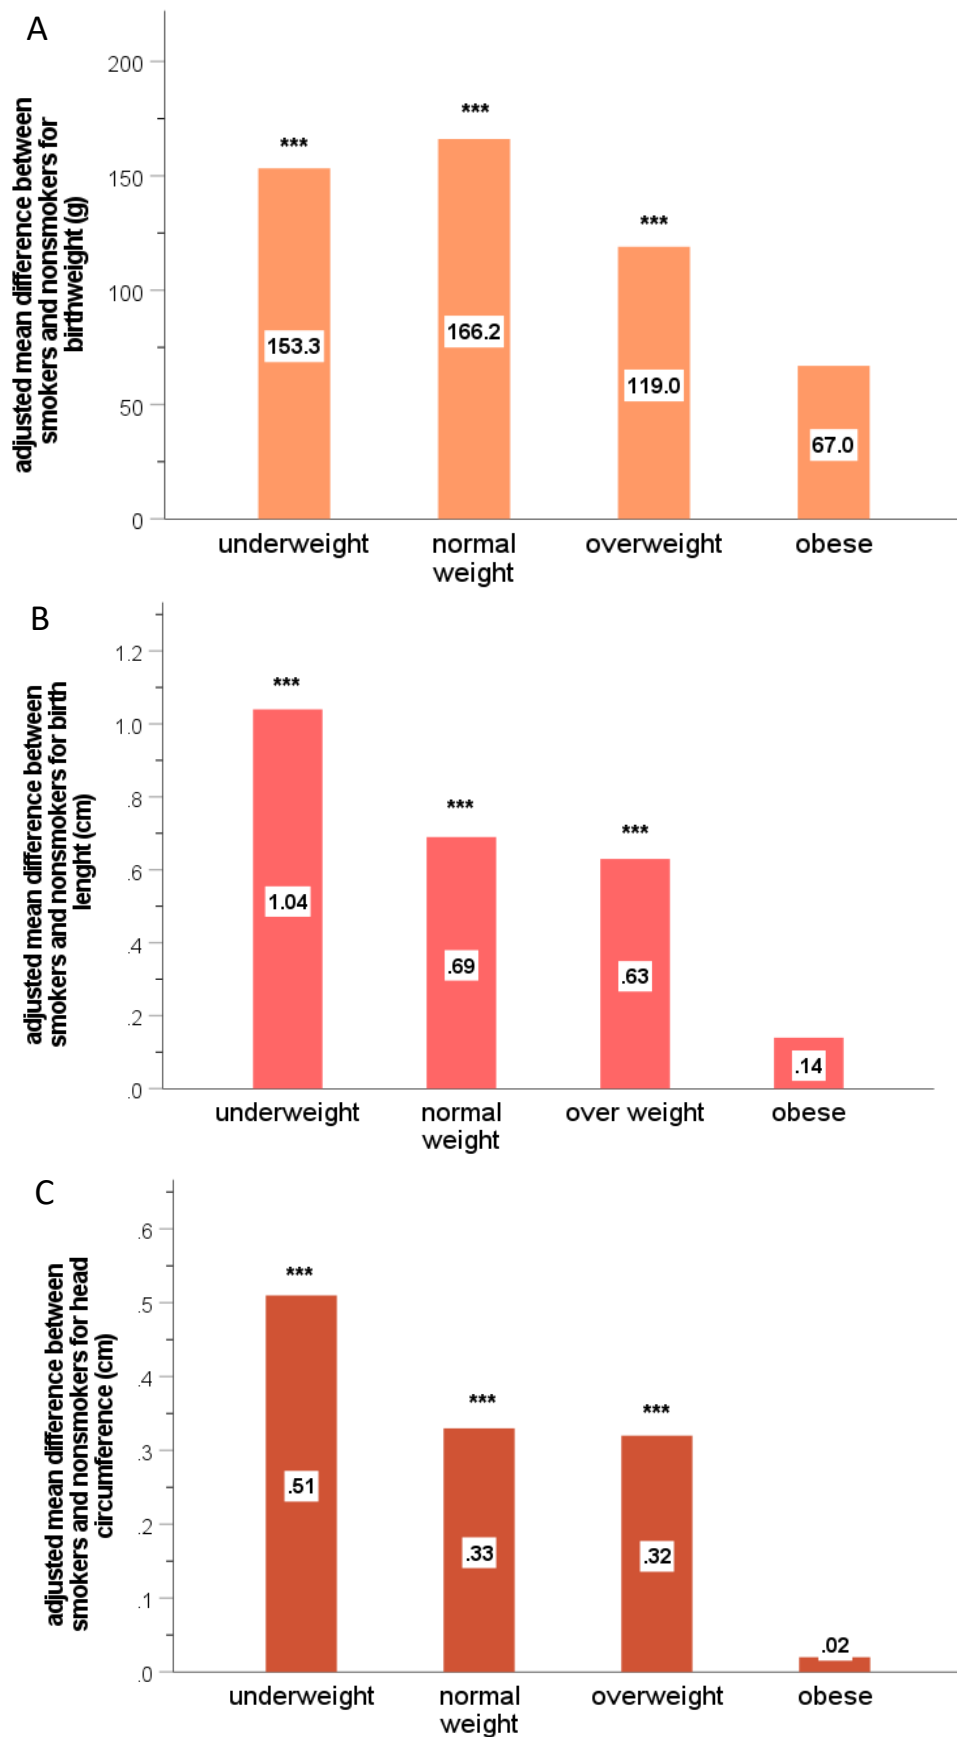 A
adjusted mean difference between
smokers and nonsmokers for
birthweight (g)
200
150
100
50
0
***
***
***
153.3
166.2
119.0
67.0
underweight
normal
weight
overweight
obese
B
adjusted mean difference between
smokers and nonsmokers for birth
lenght (cm)
1.2
1.0
.8
.6
.4
.2
.0
***
***
***
1.04
.69
.63
.14
underweight
normal
weight
over weight
obese
C
adjusted mean difference between
smokers and nonsmokers for head
circumference (cm)
.6
.5
.4
.3
.2
.1
.0
***
***
***
.51
.33
.32
.02
underweight
normal
weight
overweight
obese